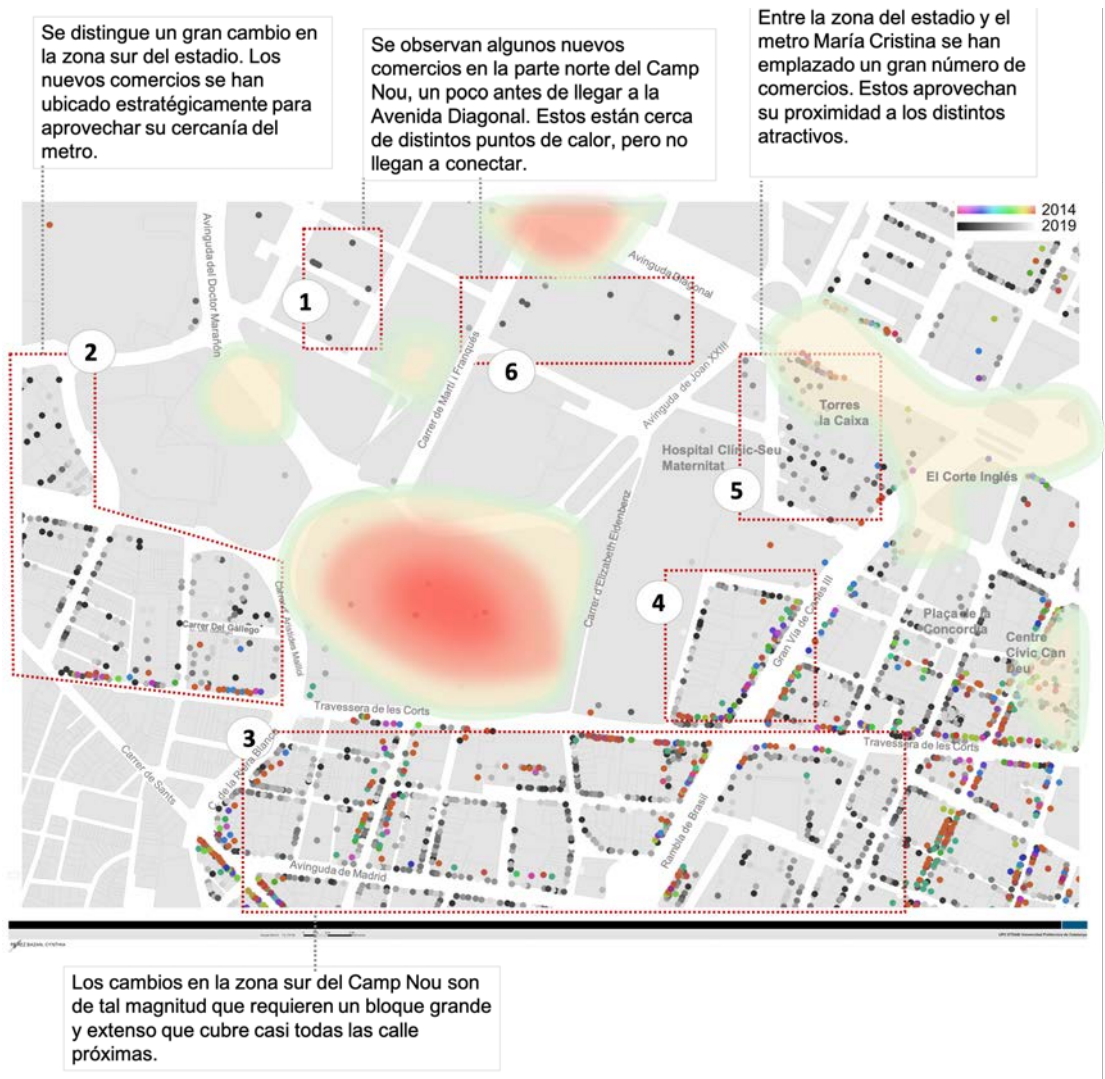 Se distingue un gran cambio en
la zona sur del estadio. Los
nuevos comercios se han
ubicado estratégicamente para
aprovechar su cercanía del
metro.
Se observan algunos nuevos
comercios en la parte norte del Camp
Nou, un poco antes de llegar a la
Avenida Diagonal. Estos están cerca
de distintos puntos de calor, pero no
llegan a conectar.
Entre la zona del estadio y el
metro María Cristina se han
emplazado un gran número de
comercios. Estos aprovechan
su proximidad a los distintos
atractivos.
2014
2019
Avinguda del Doctor Marañón
Avinguda Diagonal
1
2
6
Carrer de Martí i Franqués
Avinguda de Joan XXIII
Torres
la Caixa
Hospital Clínic-Seu
Maternitat
El Corte Inglés
5
Carrer d'Elizabeth Eidenbenz
4
Gran Vía de Carles III
Plaça de la
Concordia
Centre
Cívic Can
Deu
Carrer Del Gallego
Travessera de les Corts
Travessera de les Corts
3
C. de la Riera Blanca
Carrer de Sants
Rambla de Brasil
Avinguda de Madrid
Los cambios en la zona sur del Camp Nou son
de tal magnitud que requieren un bloque grande
y extenso que cubre casi todas las calle
próximas.